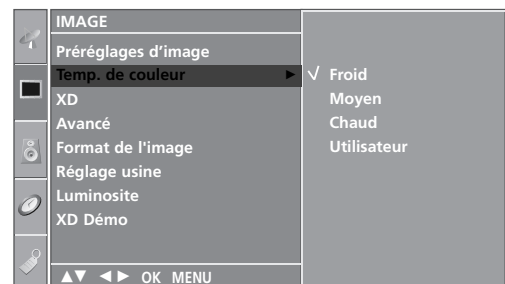 IMAGE
Préréglages d’image
Temp. de couleur ►
XD
Avancé
Format de l'image
Réglage usine
Luminosite
XD Démo
√ Froid
Moyen
Chaud
Utilisateur
▲▼ ◄► OK MENU